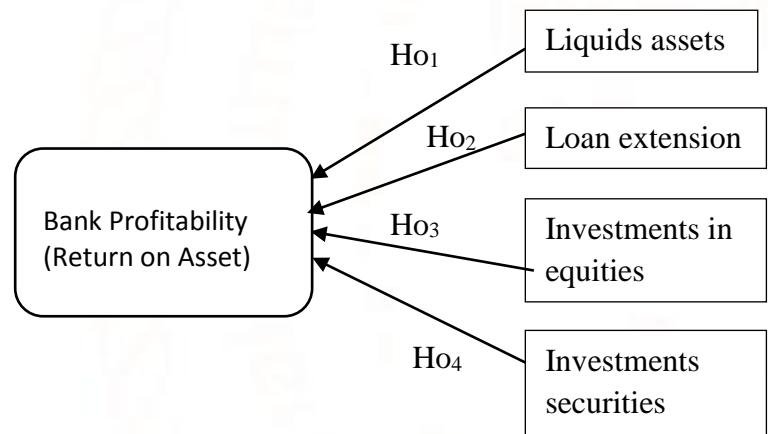 Liquids assets
Ho1
Ho2
Loan extension
Bank Profitability
(Return on Asset)
Ho3
Investments in
equities
Ho4
Investments
securities